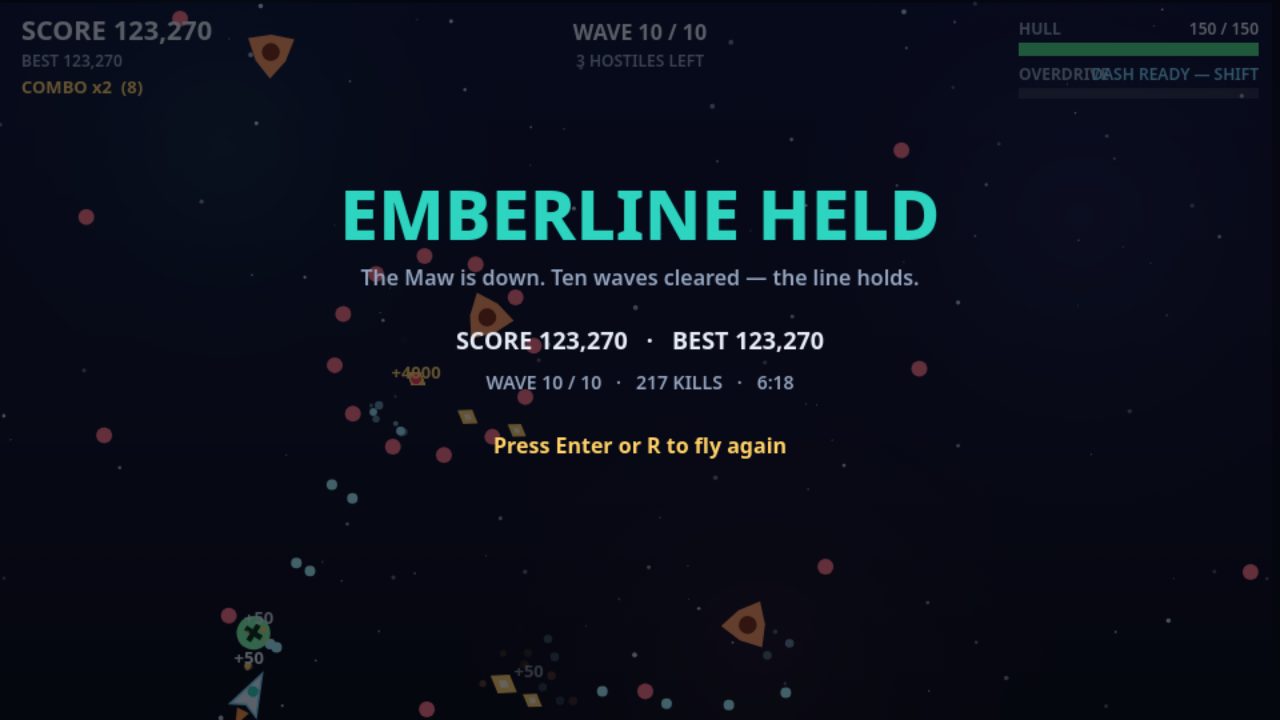 SCORE 123,270
BEST 123,270
COMBO x2 (8)
WAVE 10 / 10
3 HOSTILES LEFT
HULL 150 / 150
OVERDRIVE DASH READY — SHIFT
EMBERLINE HELD
The Maw is down. Ten waves cleared — the line holds.
SCORE 123,270 · BEST 123,270
+4000
WAVE 10 / 10 · 217 KILLS · 6:18
Press Enter or R to fly again
+50
+50
+50